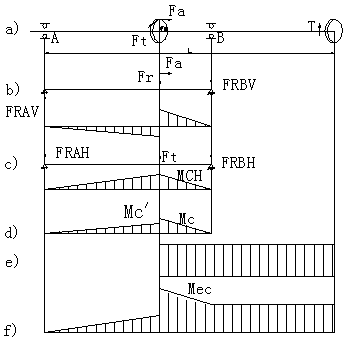 a) Fa
A Ft B T
L
Fa
b) Fr FRBV
FRAV
FRAH Ft FRBH
c) MCH
Mc′ Mc
d)
e)
Mec
f)